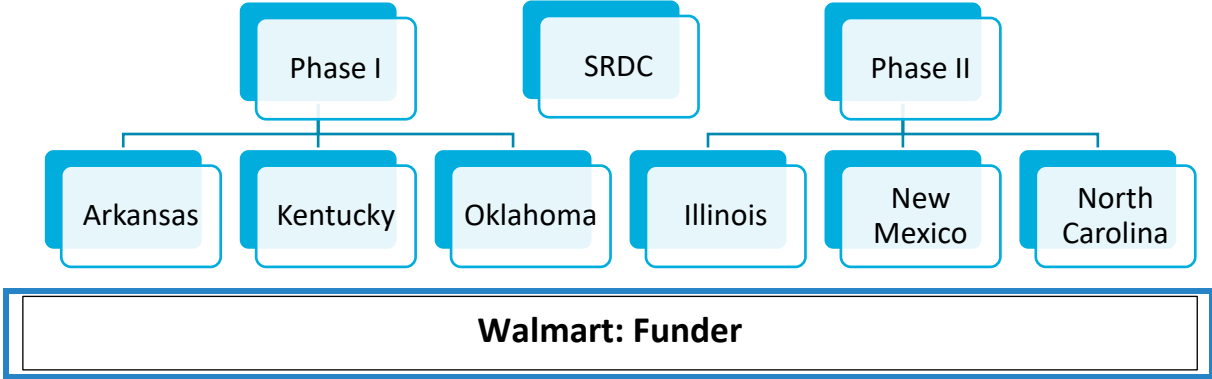 Phase I
SRDC
Phase II
Arkansas
Kentucky
Oklahoma
Illinois
New
Mexico
North
Carolina
Walmart: Funder